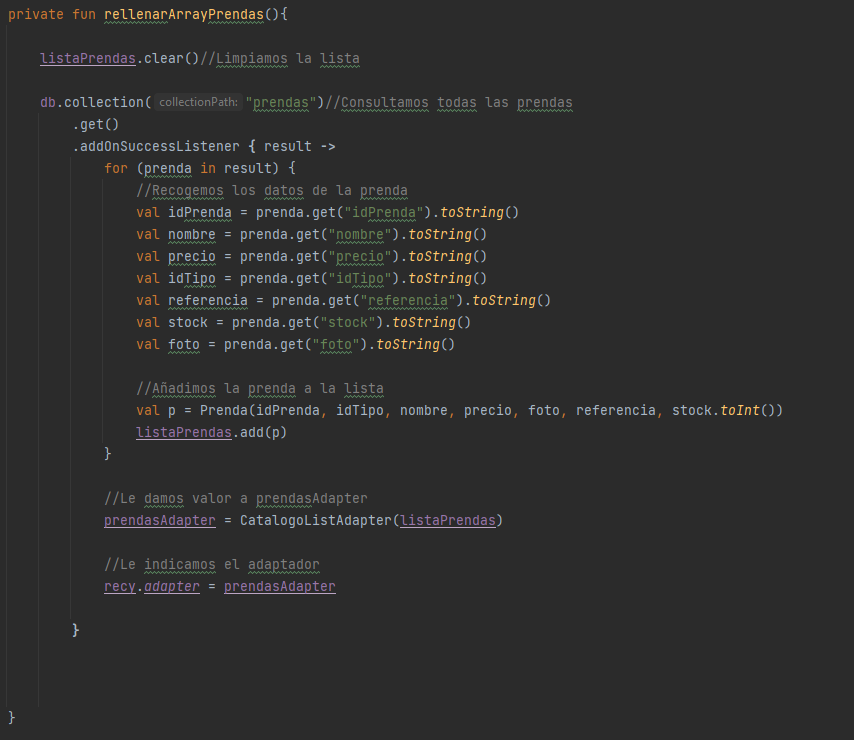 private fun rellenarArrayPrendas(){
listaPrendas.clear()//Limpiamos la lista
db.collection( collectionPath: "prendas")//Consultamos todas las prendas
.get()
.addOnSuccessListener { result ->
for (prenda in result) {
//Recogemos los datos de la prenda
val idPrenda = prenda.get("idPrenda").toString()
val nombre = prenda.get("nombre").toString()
val precio = prenda.get("precio").toString()
val idTipo = prenda.get("idTipo").toString()
val referencia = prenda.get("referencia").toString()
val stock = prenda.get("stock").toString()
val foto = prenda.get("foto").toString()
//Añadimos la prenda a la lista
val p = Prenda(idPrenda, idTipo, nombre, precio, foto, referencia, stock.toInt())
listaPrendas.add(p)
}
//Le damos valor a prendasAdapter
prendasAdapter = CatalogoListAdapter(listaPrendas)
//Le indicamos el adaptador
recy.adapter = prendasAdapter
}
}